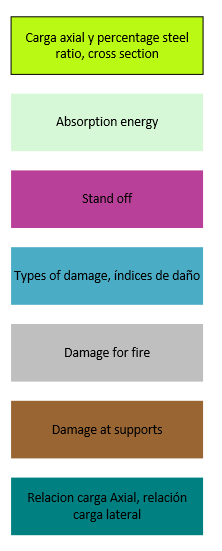 Carga axial y percentage steel
ratio, cross section
Absorption energy
Stand off
Types of damage, índices de daño
Damage for fire
Damage at supports
Relacion carga Axial, relación
carga lateral